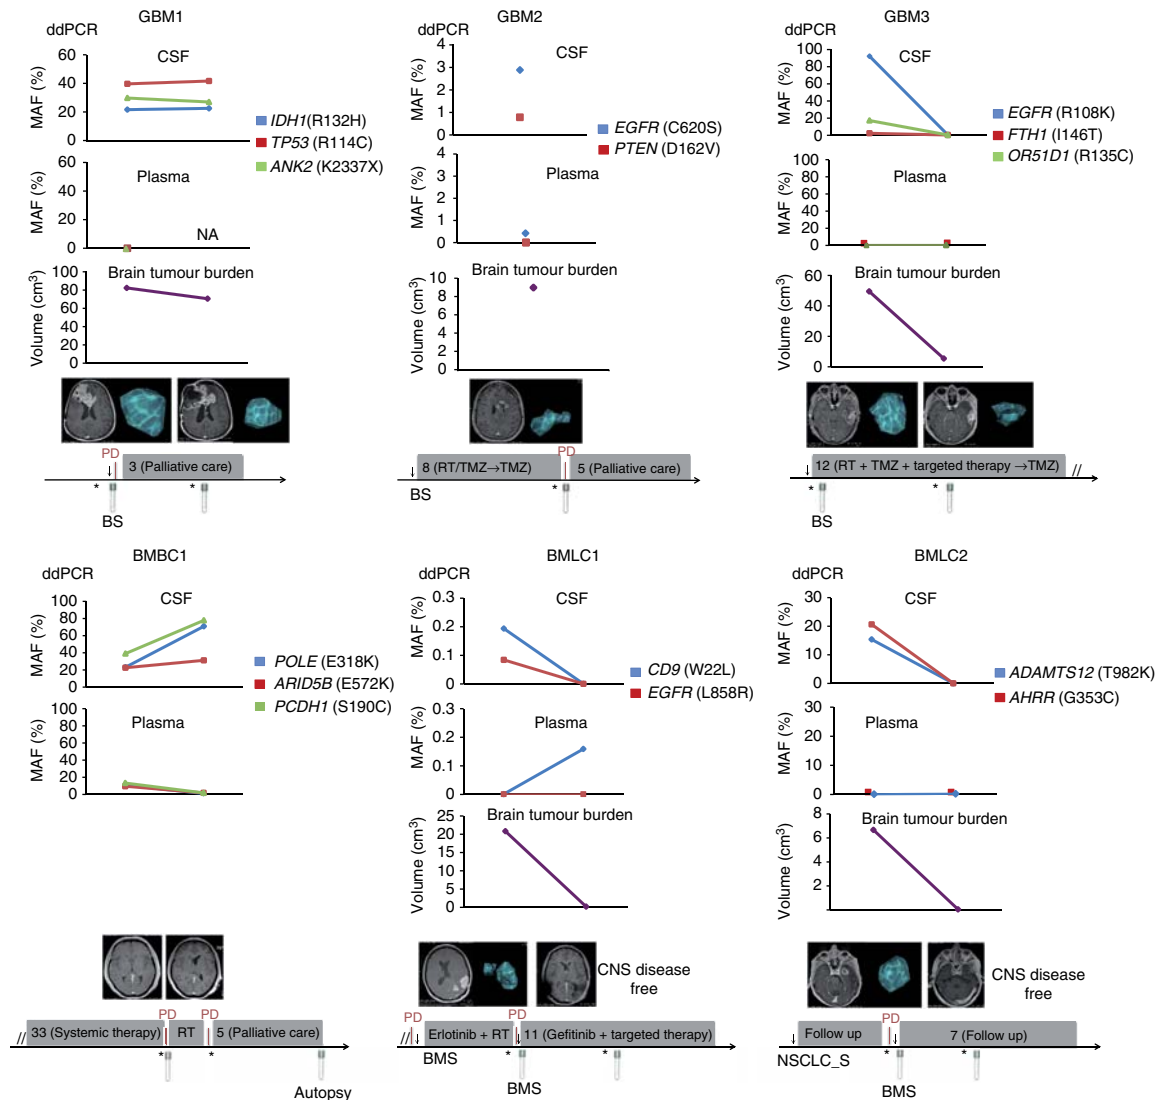 GBM1
GBM2
GBM3
ddPCR
CSF
MAF (%)
60
40
20
0
IDH1(R132H)
TP53 (R114C)
ANK2 (K2337X)
Plasma
MAF (%)
60
40
20
0
NA
Brain tumour burden
Volume (cm3)
100
80
60
40
20
0
PD
3 (Palliative care)
*
*
BS
ddPCR
CSF
MAF (%)
4
3
2
1
0
EGFR (C620S)
PTEN (D162V)
Plasma
MAF (%)
4
3
2
1
0
Brain tumour burden
Volume (cm3)
10
9
8
7
6
5
4
3
2
1
0
PD
8 (RT/TMZ→TMZ)
5 (Palliative care)
BS
*
ddPCR
CSF
MAF (%)
100
80
60
40
20
0
EGFR (R108K)
FTH1 (I146T)
OR51D1 (R135C)
Plasma
MAF (%)
100
80
60
40
20
0
Brain tumour burden
Volume (cm3)
60
40
20
0
12 (RT + TMZ + targeted therapy →TMZ)
//
*
*
BS
BMBC1
BMLC1
BMLC2
ddPCR
CSF
MAF (%)
100
80
60
40
20
0
POLE (E318K)
ARID5B (E572K)
PCDH1 (S190C)
Plasma
MAF (%)
100
80
60
40
20
0
PD
PD
//
33 (Systemic therapy)
RT
5 (Palliative care)
*
*
Autopsy
ddPCR
CSF
MAF (%)
0.3
0.2
0.1
0
CD9 (W22L)
EGFR (L858R)
Plasma
MAF (%)
0.3
0.2
0.1
0
Brain tumour burden
Volume (cm3)
25
20
15
10
5
0
CNS disease
free
PD
PD
//
Erlotinib + RT
11 (Gefitinib + targeted therapy)
BMS
*
*
BMS
ddPCR
CSF
MAF (%)
30
20
10
0
ADAMTS12 (T982K)
AHRR (G353C)
Plasma
MAF (%)
30
20
10
0
Brain tumour burden
Volume (cm3)
8
6
4
2
CNS disease
free
PD
Follow up
7 (Follow up)
NSCLC_S
*
*
BMS